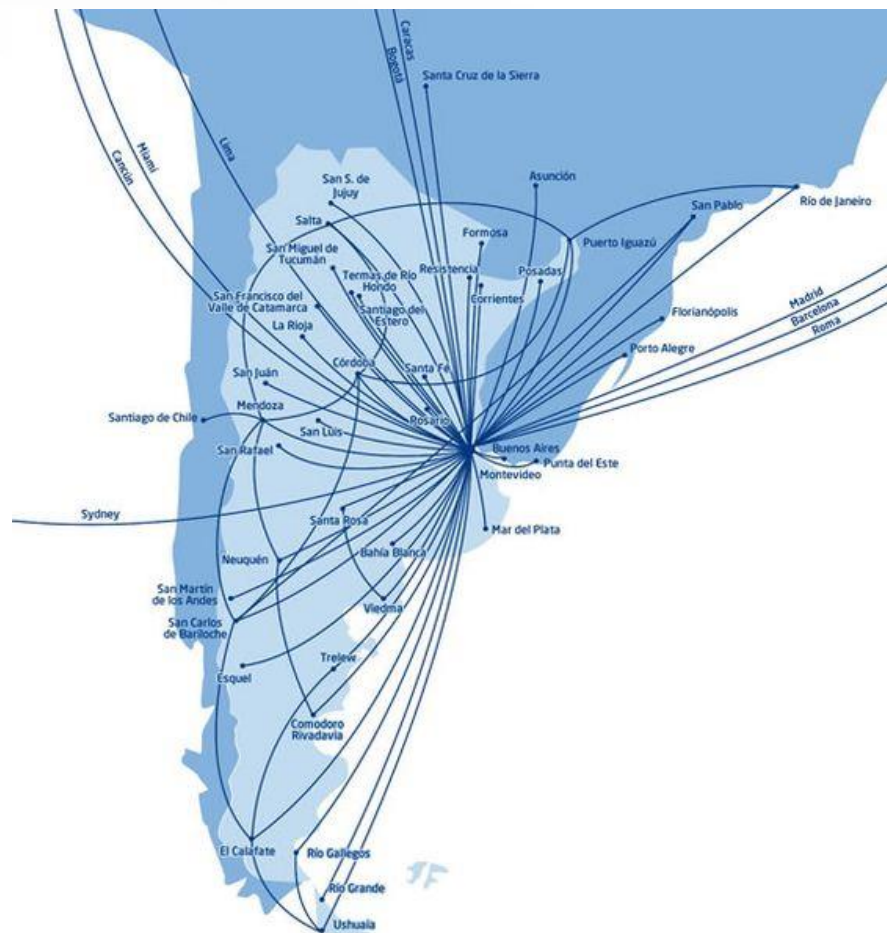 Caracas
Bogotá
Santa Cruz de la Sierra
Lima
Miami
Cancún
San S. de
Jujuy
Asunción
Salta
San Pablo
Río de Janeiro
Formosa
Puerto Iguazú
San Miguel de
Tucumán
Resistencia
Posadas
Termas de Río
Hondo
Corrientes
San Francisco del
Valle de Catamarca
Santiago del
Estero
Madrid
Barcelona
Roma
Florianópolis
La Rioja
Porto Alegre
San Juán
Córdoba
Santa Fé
Mendoza
Rosario
Santiago de Chile
San Luis
San Rafael
Buenos Aires
Punta del Este
Montevideo
Sydney
Santa Rosa
Mar del Plata
Bahía Blanca
Neuquén
San Martín
de los Andes
Viedma
San Carlos
de Bariloche
Trelew
Esquel
Comodoro
Rivadavia
El Calafate
Río Gallegos
Río Grande
Ushuaia